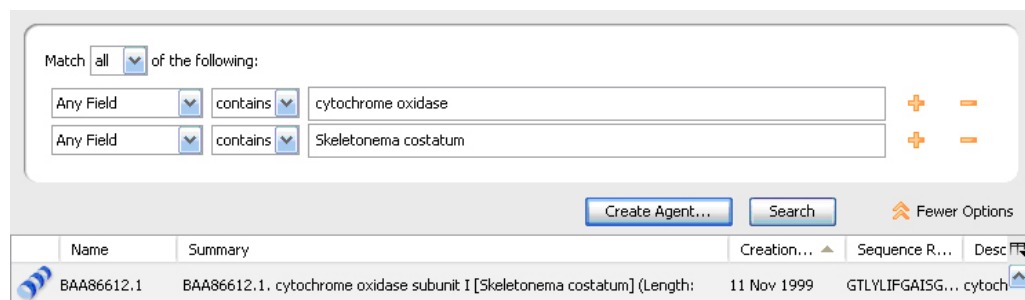 Match all of the following:
Any Field contains cytochrome oxidase
Any Field contains Skeletonema costatum
Create Agent... Search Fewer Options
Name Summary Creation... Sequence R... Desc
BAA86612.1 BAA86612.1. cytochrome oxidase subunit I [Skeletonema costatum] (Length: 11 Nov 1999 GTLYLIFGAISG... cytoch